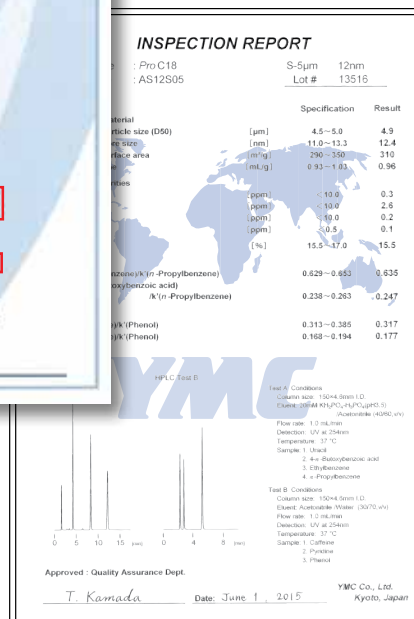 INSPECTION REPORT
: Pro C18 S-5μm 12nm
: AS12S05 Lot # 13516
Specification Result
rticle size (D50) [μm] 4.5～5.0 4.9
re size [nm] 11.0～13.3 12.4
rface area [m²/g] 290～350 310
[mL/g] 0.93～1.03 0.96
[ppm] < 10.0 0.3
[ppm] < 10.0 2.6
[ppm] < 10.0 0.2
[ppm] < 0.5 0.1
[%] 15.5～17.0 15.5
nzene)/k'(n -Propylbenzene) 0.629～0.653 0.635
oxybenzoic acid)
/k'(n -Propylbenzene) 0.238～0.263 0.247
)/k'(Phenol) 0.313～0.385 0.317
)/k'(Phenol) 0.168～0.194 0.177
YMC
HPLC Test B
Test A: Conditions
Column size: 150×4.6mm I.D.
Eluent: 20mM KH₂PO₄-H₃PO₄(pH3.5)
/Acetonitrile (40/60,v/v)
Flow rate: 1.0 mL/min
Detection: UV at 254nm
Temperature: 37 °C
Sample: 1. Uracil
2. 4-n -Butoxybenzoic acid
3. Ethylbenzene
4. n -Propylbenzene
Test B: Conditions
Column size: 150×4.6mm I.D.
Eluent: Acetonitrile /Water (30/70,v/v)
Flow rate: 1.0 mL/min
Detection: UV at 254nm
Temperature: 37 °C
Sample: 1. Caffeine
2. Pyridine
3. Phenol
0 5 10 15 (min)
0 4 8 (min)
Approved : Quality Assurance Dept.
T. Kamada Date: June 1 , 2015
YMC Co., Ltd.
Kyoto, Japan